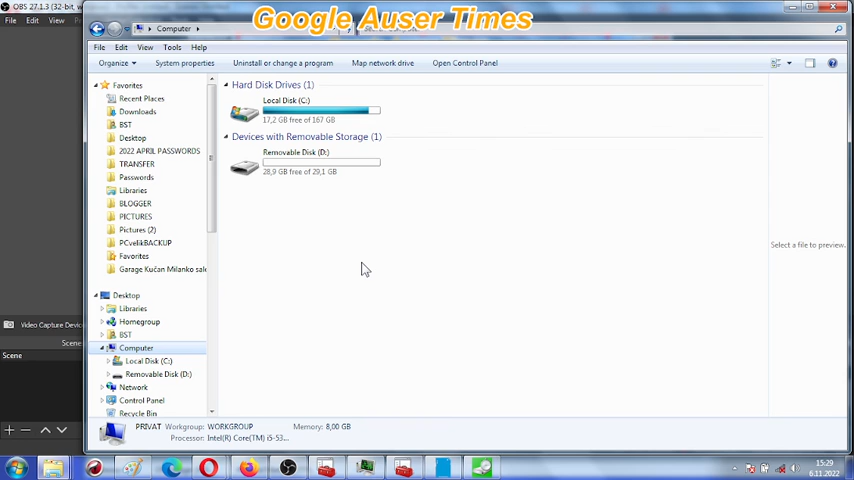 OBS 27.1.3 (32-bit, w
Google Auser Times
File Edit View
Computer
File Edit View Tools Help
Organize System properties Uninstall or change a program Map network drive Open Control Panel
Favorites
Recent Places
Downloads
BST
Desktop
2022 APRIL PASSWORDS
TRANSFER
Passwords
Libraries
BLOGGER
PICTURES
Pictures (2)
PCvelikBACKUP
Favorites
Garage Kučan Milanko sale
Desktop
Libraries
Homegroup
BST
Computer
Local Disk (C:)
Removable Disk (D:)
Network
Control Panel
Recycle Bin
Hard Disk Drives (1)
Local Disk (C:)
17,2 GB free of 167 GB
Devices with Removable Storage (1)
Removable Disk (D:)
28,9 GB free of 29,1 GB
Select a file to preview.
Video Capture Device
Scene
Scene
PRIVAT Workgroup: WORKGROUP Memory: 8,00 GB
Processor: Intel(R) Core(TM) i5-53...
15:29
6.11.2022